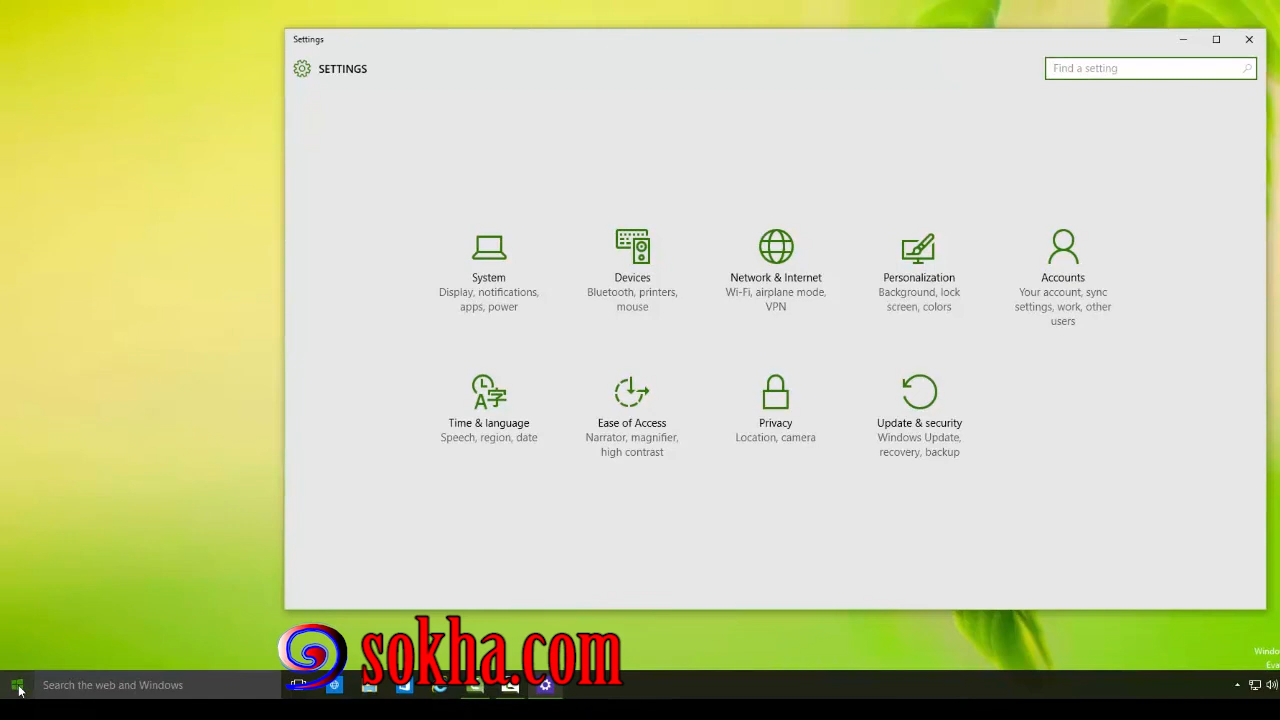 Settings
SETTINGS
Find a setting
System
Display, notifications,
apps, power
Devices
Bluetooth, printers,
mouse
Network & Internet
Wi-Fi, airplane mode,
VPN
Personalization
Background, lock
screen, colors
Accounts
Your account, sync
settings, work, other
users
Time & language
Speech, region, date
Ease of Access
Narrator, magnifier,
high contrast
Privacy
Location, camera
Update & security
Windows Update,
recovery, backup
sokha.com
Windo
Eva
Search the web and Windows